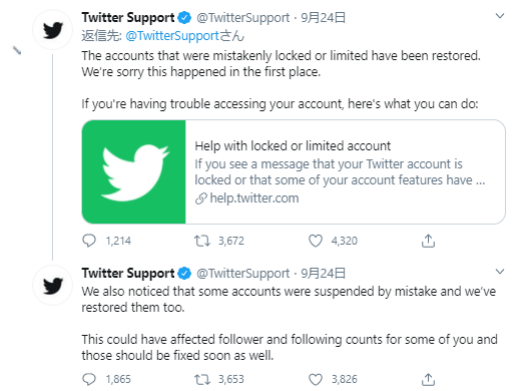 Twitter Support @TwitterSupport · 9月24日
返信先: @TwitterSupportさん
The accounts that were mistakenly locked or limited have been restored.
We're sorry this happened in the first place.
If you're having trouble accessing your account, here's what you can do:
Help with locked or limited account
If you see a message that your Twitter account is
locked or that some of your account features have ...
help.twitter.com
1,214 3,672 4,320
Twitter Support @TwitterSupport · 9月24日
We also noticed that some accounts were suspended by mistake and we've
restored them too.
This could have affected follower and following counts for some of you and
those should be fixed soon as well.
1,865 3,653 3,826